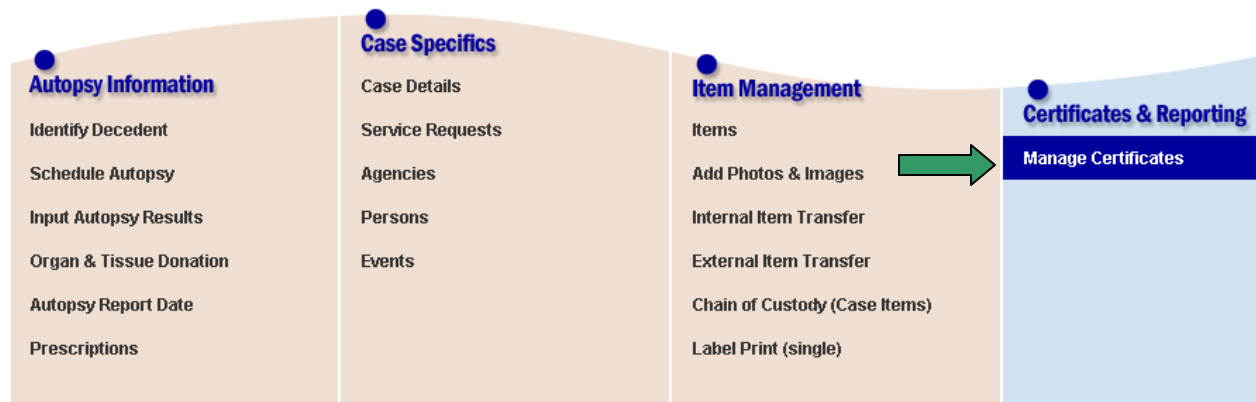 Autopsy Information
Identify Decedent
Schedule Autopsy
Input Autopsy Results
Organ & Tissue Donation
Autopsy Report Date
Prescriptions
Case Specifics
Case Details
Service Requests
Agencies
Persons
Events
Item Management
Items
Add Photos & Images
Internal Item Transfer
External Item Transfer
Chain of Custody (Case Items)
Label Print (single)
Certificates & Reporting
Manage Certificates